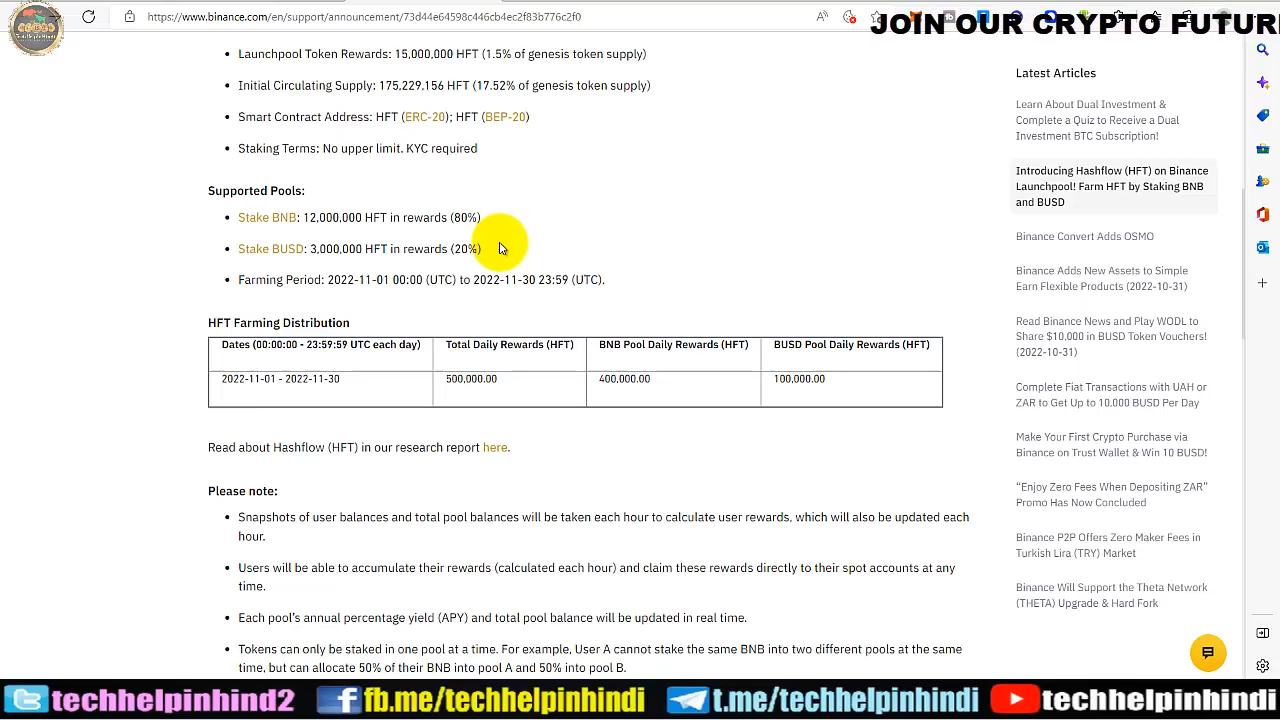 https://www.binance.com/en/support/announcement/73d44e64598c446cb4ec2f83b776c2f0
JOIN OUR CRYPTO FUTUR
Launchpool Token Rewards: 15,000,000 HFT (1.5% of genesis token supply)
Initial Circulating Supply: 175,229,156 HFT (17.52% of genesis token supply)
Smart Contract Address: HFT (ERC-20); HFT (BEP-20)
Staking Terms: No upper limit. KYC required
Supported Pools:
Stake BNB: 12,000,000 HFT in rewards (80%)
Stake BUSD: 3,000,000 HFT in rewards (20%)
Farming Period: 2022-11-01 00:00 (UTC) to 2022-11-30 23:59 (UTC).
HFT Farming Distribution
Dates (00:00:00 - 23:59:59 UTC each day) Total Daily Rewards (HFT) BNB Pool Daily Rewards (HFT) BUSD Pool Daily Rewards (HFT)
2022-11-01 - 2022-11-30 500,000.00 400,000.00 100,000.00
Read about Hashflow (HFT) in our research report here.
Please note:
Snapshots of user balances and total pool balances will be taken each hour to calculate user rewards, which will also be updated each
hour.
Users will be able to accumulate their rewards (calculated each hour) and claim these rewards directly to their spot accounts at any
time.
Each pool's annual percentage yield (APY) and total pool balance will be updated in real time.
Tokens can only be staked in one pool at a time. For example, User A cannot stake the same BNB into two different pools at the same
time, but can allocate 50% of their BNB into pool A and 50% into pool B.
Latest Articles
Learn About Dual Investment &
Complete a Quiz to Receive a Dual
Investment BTC Subscription!
Introducing Hashflow (HFT) on Binance
Launchpool! Farm HFT by Staking BNB
and BUSD
Binance Convert Adds OSMO
Binance Adds New Assets to Simple
Earn Flexible Products (2022-10-31)
Read Binance News and Play WODL to
Share $10,000 in BUSD Token Vouchers!
(2022-10-31)
Complete Fiat Transactions with UAH or
ZAR to Get Up to 10,000 BUSD Per Day
Make Your First Crypto Purchase via
Binance on Trust Wallet & Win 10 BUSD!
“Enjoy Zero Fees When Depositing ZAR”
Promo Has Now Concluded
Binance P2P Offers Zero Maker Fees in
Turkish Lira (TRY) Market
Binance Will Support the Theta Network
(THETA) Upgrade & Hard Fork
techhelpinhind2 fb.me/techhelpinhindi t.me/techhelpinhindi techhelpinhindi